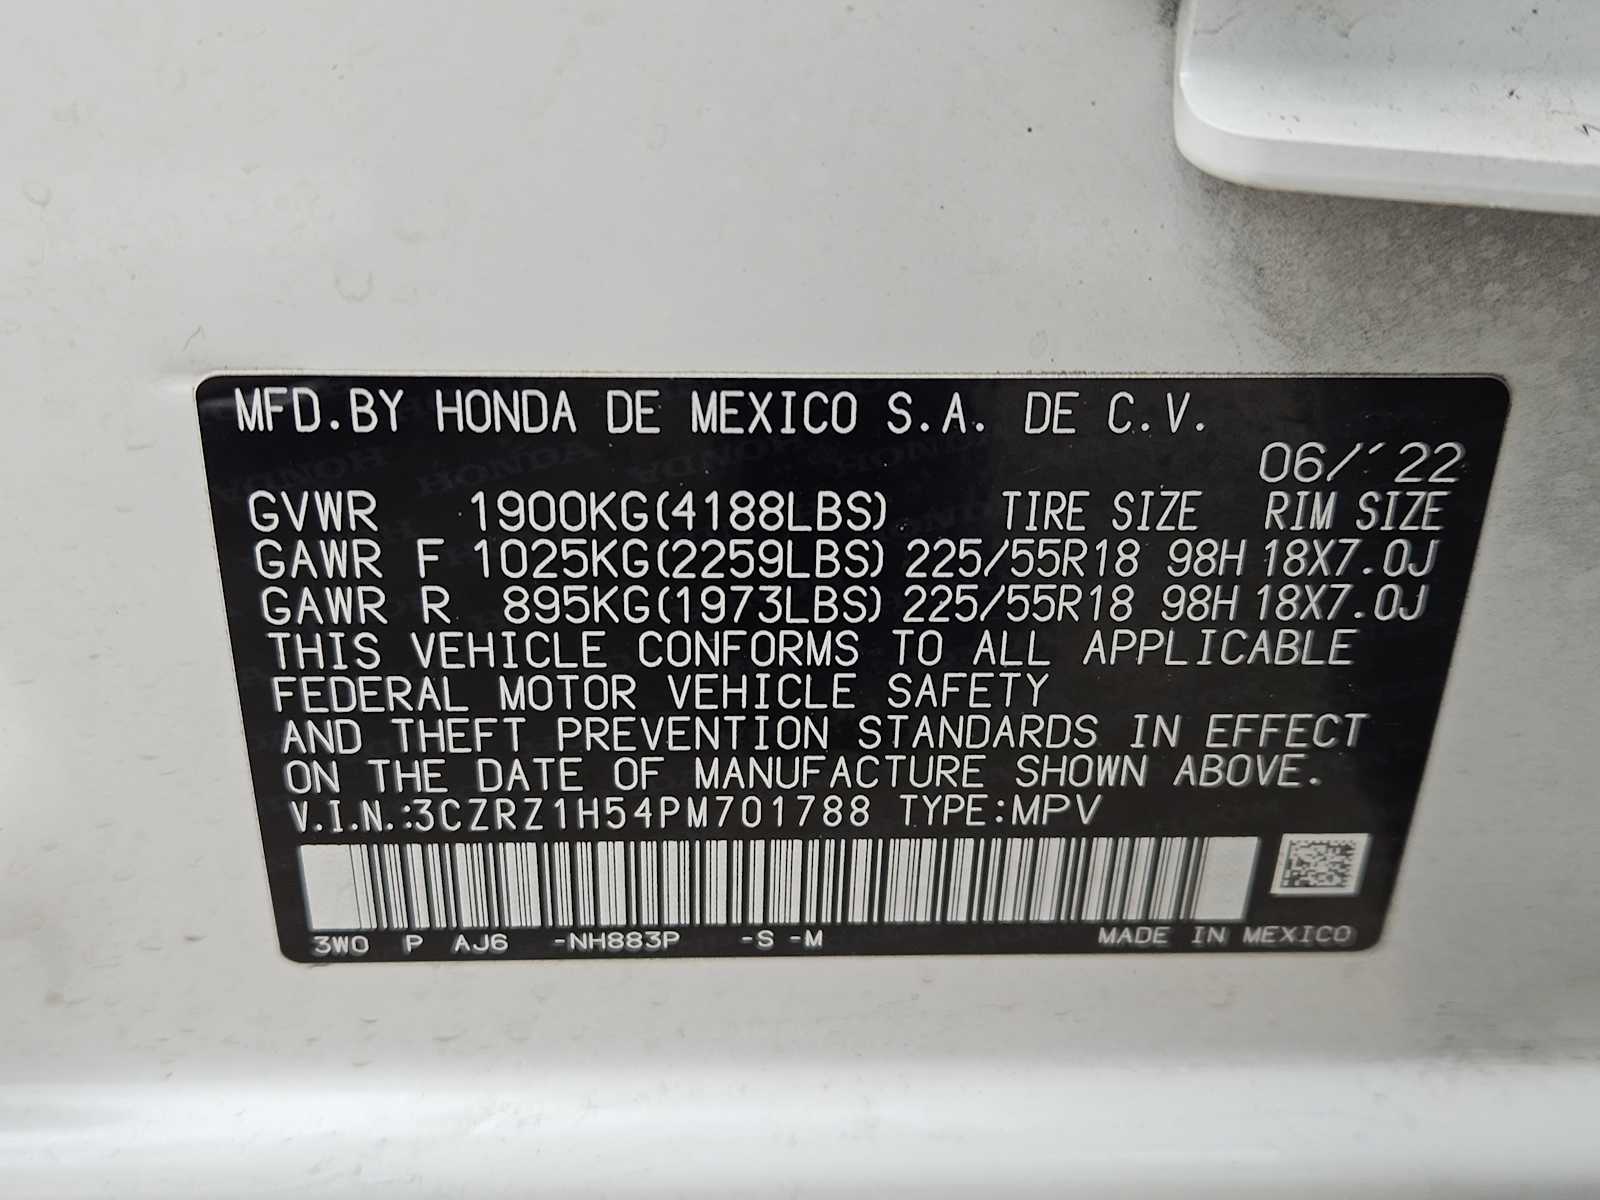 MFD.BY HONDA DE MEXICO S.A. DE C.V.
06/'22
GVWR 1900KG(4188LBS) TIRE SIZE RIM SIZE
GAWR F 1025KG(2259LBS) 225/55R18 98H 18X7.0J
GAWR R 895KG(1973LBS) 225/55R18 98H 18X7.0J
THIS VEHICLE CONFORMS TO ALL APPLICABLE
FEDERAL MOTOR VEHICLE SAFETY
AND THEFT PREVENTION STANDARDS IN EFFECT
ON THE DATE OF MANUFACTURE SHOWN ABOVE.
V.I.N.:3CZRZ1H54PM701788 TYPE:MPV
3W0 P AJ6 -NH883P -S -M MADE IN MEXICO